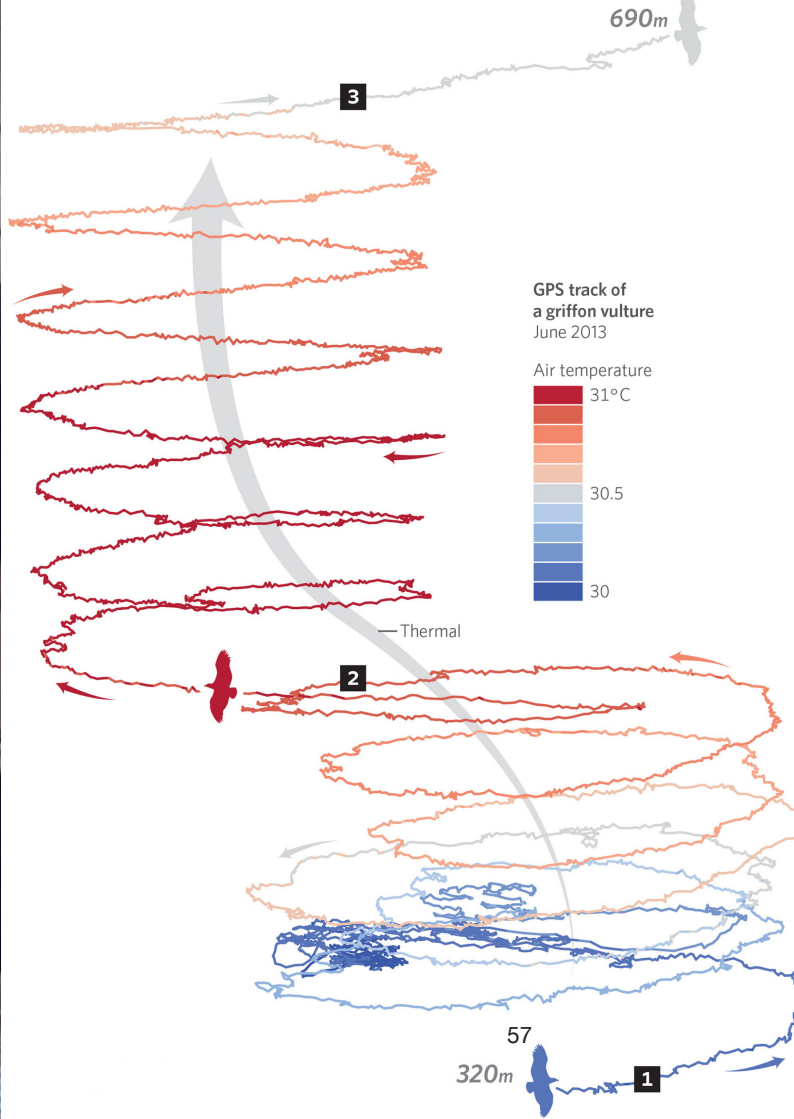 690m
3
GPS track of
a griffon vulture
June 2013
Air temperature
31°C
30.5
30
Thermal
2
57
320m
1